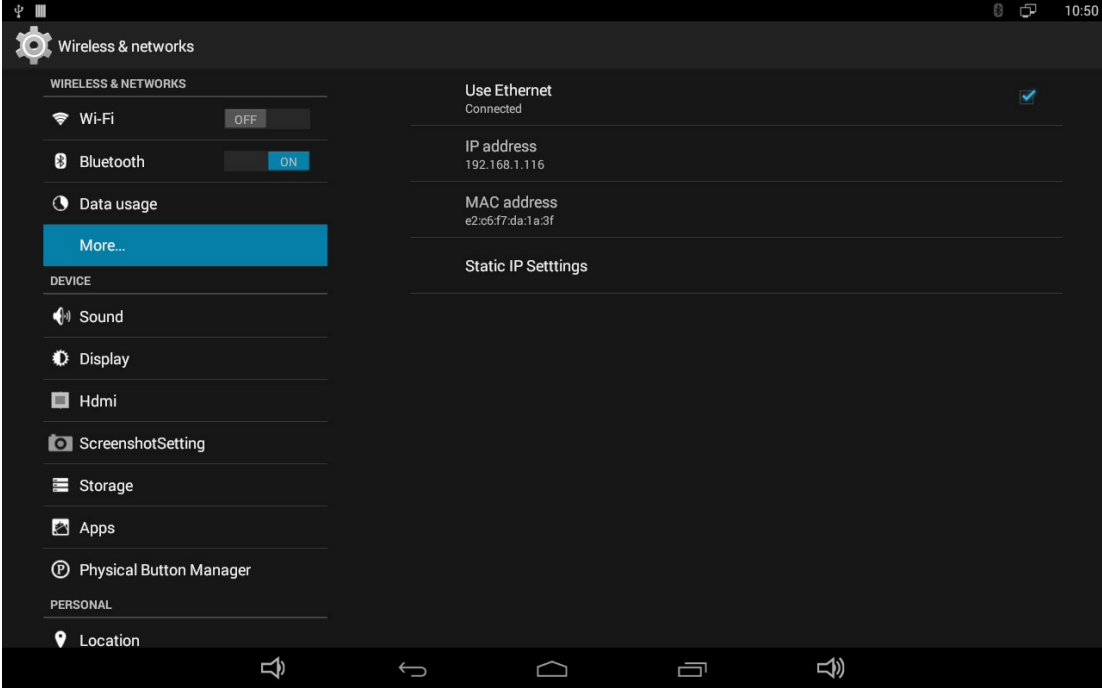 10:50
Wireless & networks
WIRELESS & NETWORKS
Wi-Fi OFF
Bluetooth ON
Data usage
More...
DEVICE
Sound
Display
Hdmi
ScreenshotSetting
Storage
Apps
Physical Button Manager
PERSONAL
Location
Use Ethernet
Connected
IP address
192.168.1.116
MAC address
e2:c6:f7:da:1a:3f
Static IP Setttings